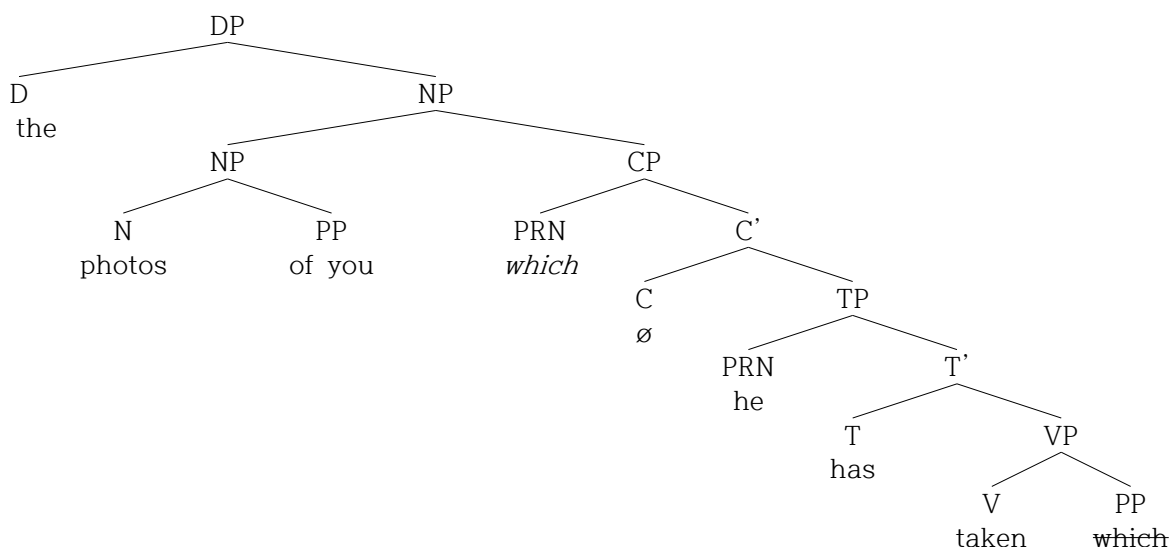 DP
D NP
the
NP CP
N PP PRN C’
photos of you which
C TP
ø
PRN T’
he
T VP
has
V PP
taken which